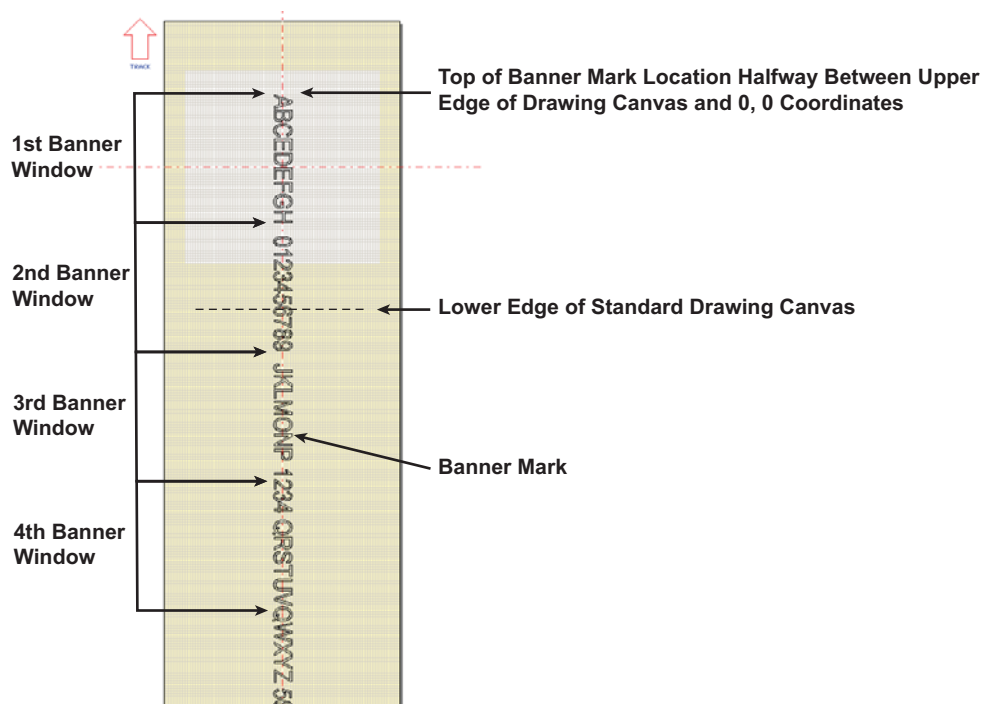 TRACK
Top of Banner Mark Location Halfway Between Upper
Edge of Drawing Canvas and 0, 0 Coordinates
1st Banner
Window
2nd Banner
Window
Lower Edge of Standard Drawing Canvas
3rd Banner
Window
Banner Mark
4th Banner
Window
ABCEDEFGH 0123456789 JKLMONP 1234 QRSTUVQWXYZ 56